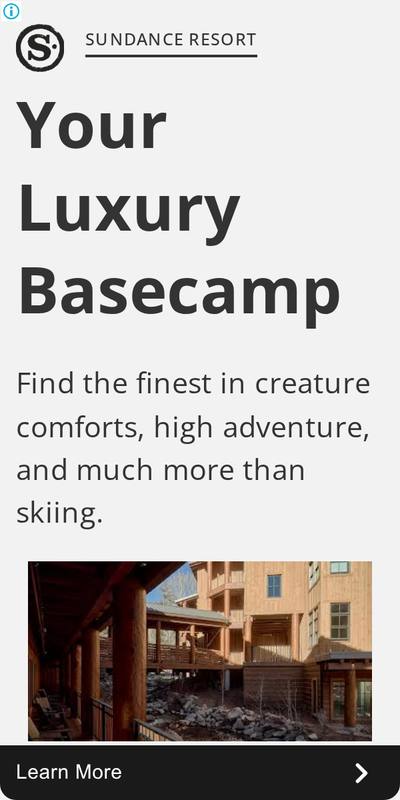 S
SUNDANCE RESORT
Your
Luxury
Basecamp
Find the finest in creature
comforts, high adventure,
and much more than
skiing.
Learn More